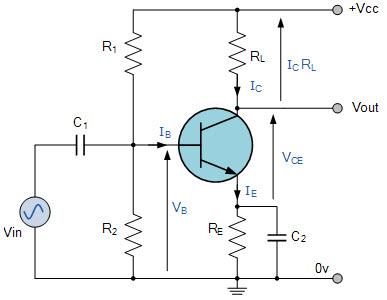 +Vcc
R1
RL
IC RL
IC
Vout
C1
IB
VCE
IE
VB
Vin
R2
RE
C2
0v